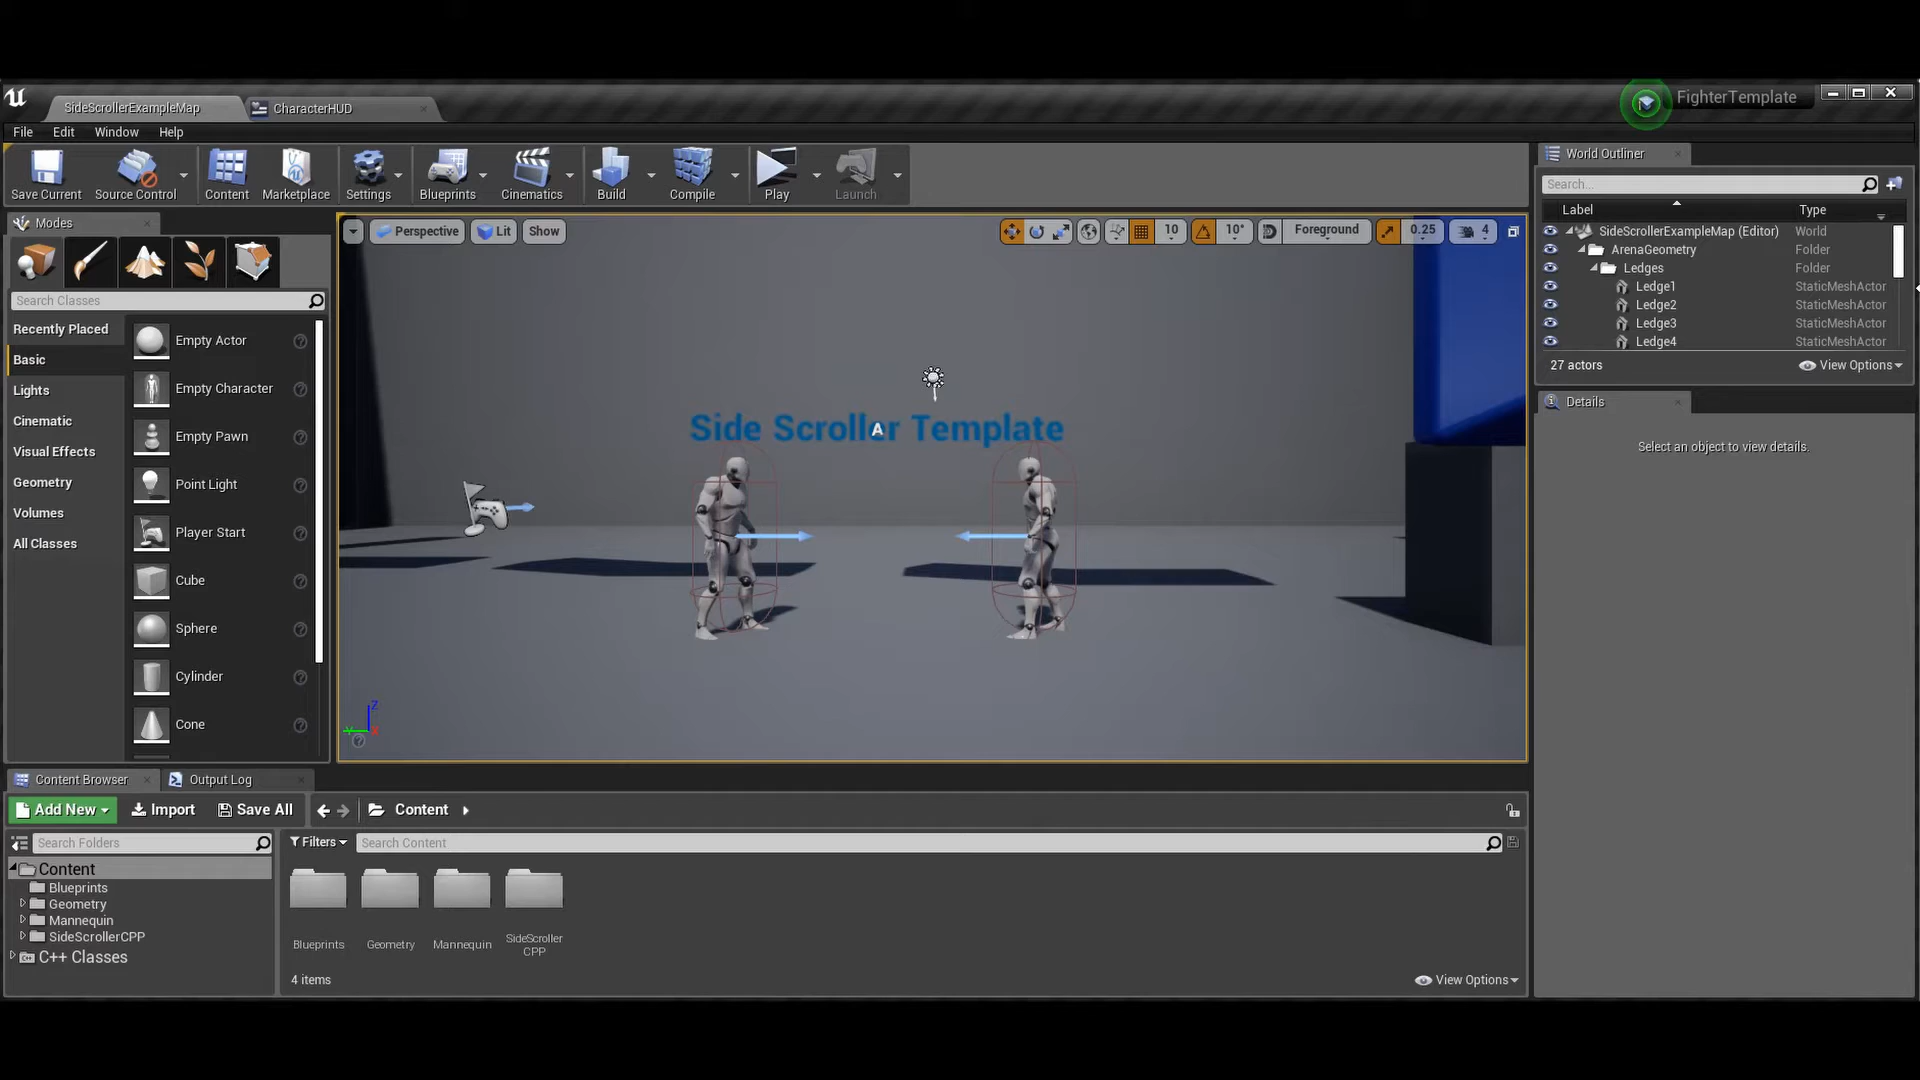 SideScrollerExampleMap
CharacterHUD
FighterTemplate
File Edit Window Help
Save Current
Source Control
Content
Marketplace
Settings
Blueprints
Cinematics
Build
Compile
Play
Launch
Modes
Search Classes
Recently Placed
Basic
Lights
Cinematic
Visual Effects
Geometry
Volumes
All Classes
Empty Actor
Empty Character
Empty Pawn
Point Light
Player Start
Cube
Sphere
Cylinder
Cone
Perspective
Lit
Show
10
10°
Foreground
0.25
4
Side Scroller Template
A
Z
Y
X
World Outliner
Search...
Label Type
SideScrollerExampleMap (Editor) World
ArenaGeometry Folder
Ledges Folder
Ledge1 StaticMeshActor
Ledge2 StaticMeshActor
Ledge3 StaticMeshActor
Ledge4 StaticMeshActor
27 actors
View Options
Details
Select an object to view details.
Content Browser
Output Log
Add New
Import
Save All
Content
Search Folders
Filters
Search Content
Content
Blueprints
Geometry
Mannequin
SideScrollerCPP
C++ Classes
Blueprints
Geometry
Mannequin
SideScroller
CPP
4 items
View Options